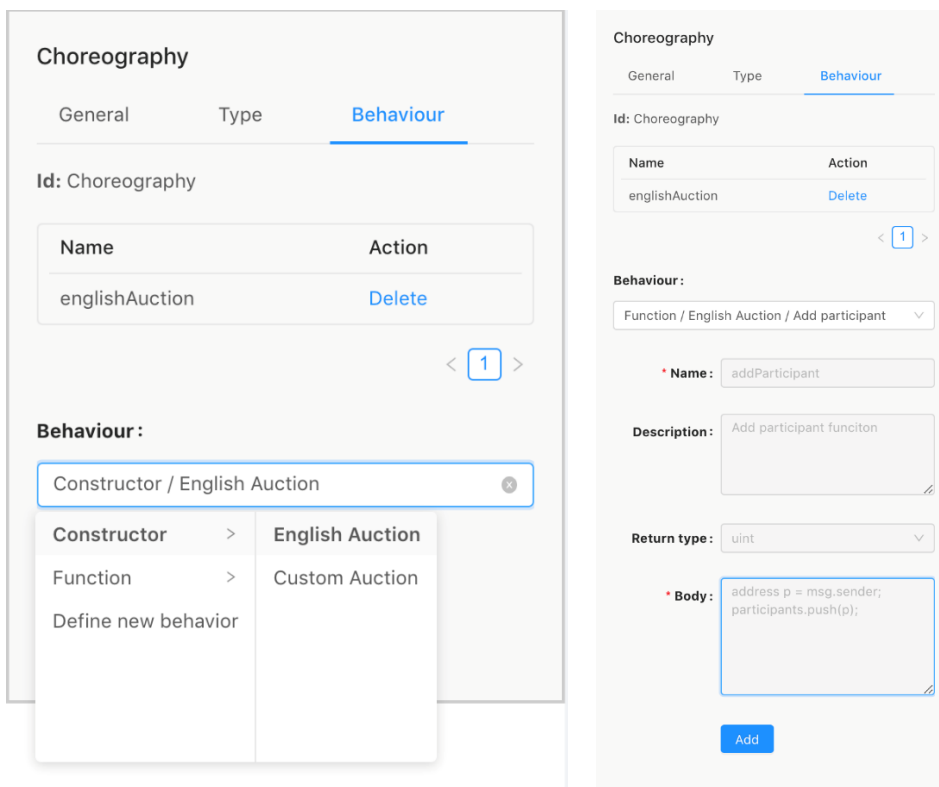 Choreography
General Type Behaviour
Id: Choreography
Name Action
englishAuction Delete
< 1 >
Behaviour:
Constructor / English Auction
Constructor > English Auction
Function > Custom Auction
Define new behavior
Choreography
General Type Behaviour
Id: Choreography
Name Action
englishAuction Delete
< 1 >
Behaviour:
Function / English Auction / Add participant
* Name: addParticipant
Description: Add participant funciton
Return type: uint
* Body: address p = msg.sender;
participants.push(p);
Add